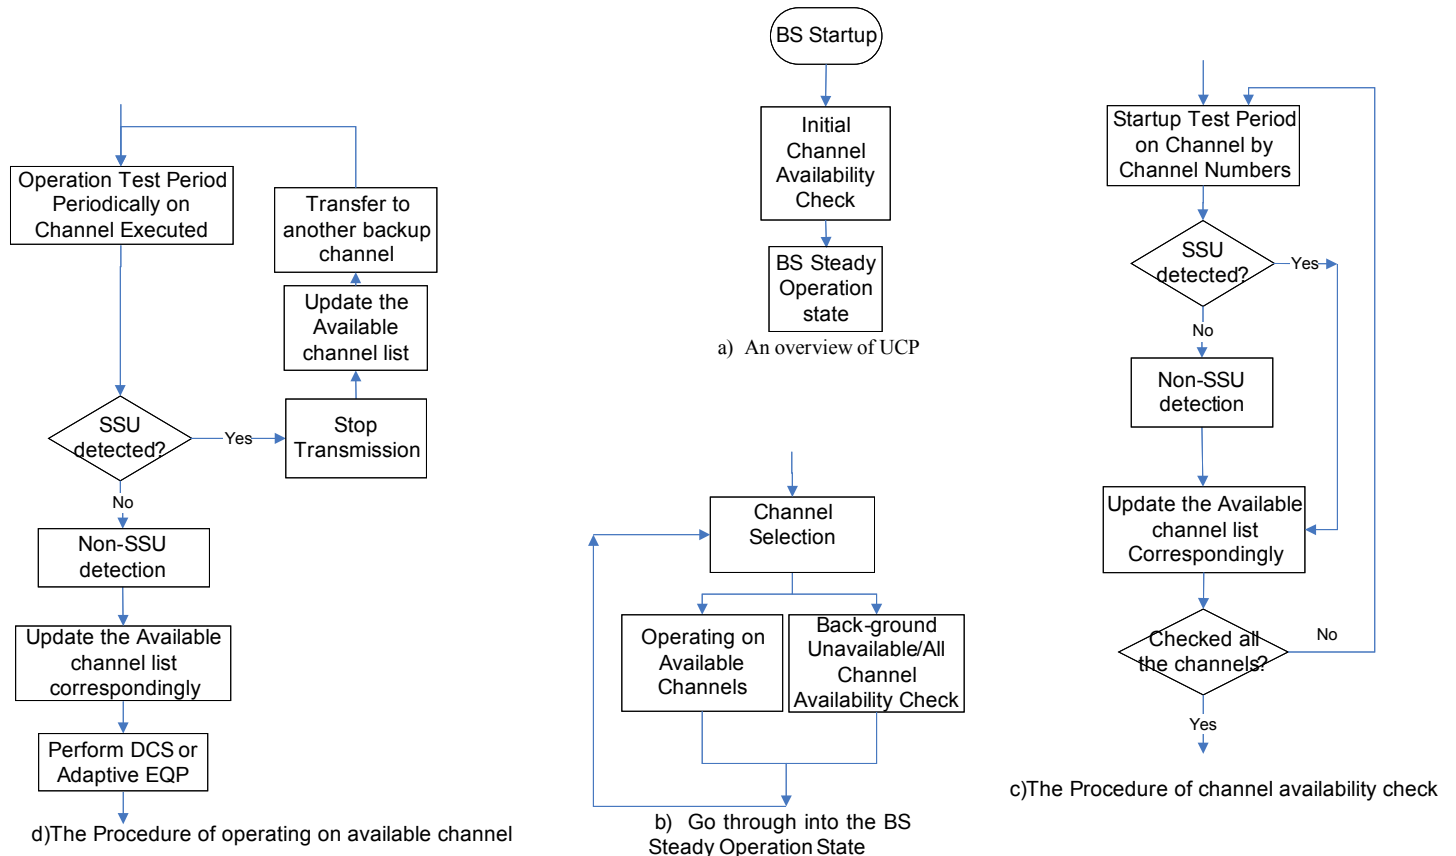 BS Startup
Initial
Channel
Availability
Check
BS Steady
Operation
state
a) An overview of UCP
Operation Test Period
Periodically on
Channel Executed
Transfer to
another backup
channel
Update the
Available
channel list
SSU
detected?
Yes
Stop
Transmission
No
Non-SSU
detection
Update the Available
channel list
correspondingly
Perform DCS or
Adaptive EQP
d)The Procedure of operating on available channel
Channel
Selection
Operating on
Available
Channels
Back-ground
Unavailable/All
Channel
Availability Check
b) Go through into the BS
Steady Operation State
Startup Test Period
on Channel by
Channel Numbers
SSU
detected?
Yes
No
Non-SSU
detection
Update the Available
channel list
Correspondingly
Checked all
the channels?
No
Yes
c)The Procedure of channel availability check